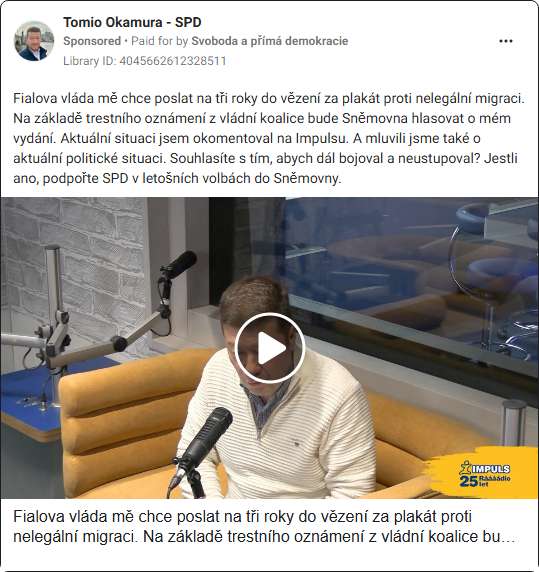 Tomio Okamura - SPD
Sponsored • Paid for by Svoboda a přímá demokracie
Library ID: 4045662612328511
Fialova vláda mě chce poslat na tři roky do vězení za plakát proti nelegální migraci.
Na základě trestního oznámení z vládní koalice bude Sněmovna hlasovat o mém
vydání. Aktuální situaci jsem okomentoval na Impulsu. A mluvili jsme také o
aktuální politické situaci. Souhlasíte s tím, abych dál bojoval a neustupoval? Jestli
ano, podpořte SPD v letošních volbách do Sněmovny.
IMPULS
25 Ráááádio
let
Fialova vláda mě chce poslat na tři roky do vězení za plakát proti
nelegální migraci. Na základě trestního oznámení z vládní koalice bu...